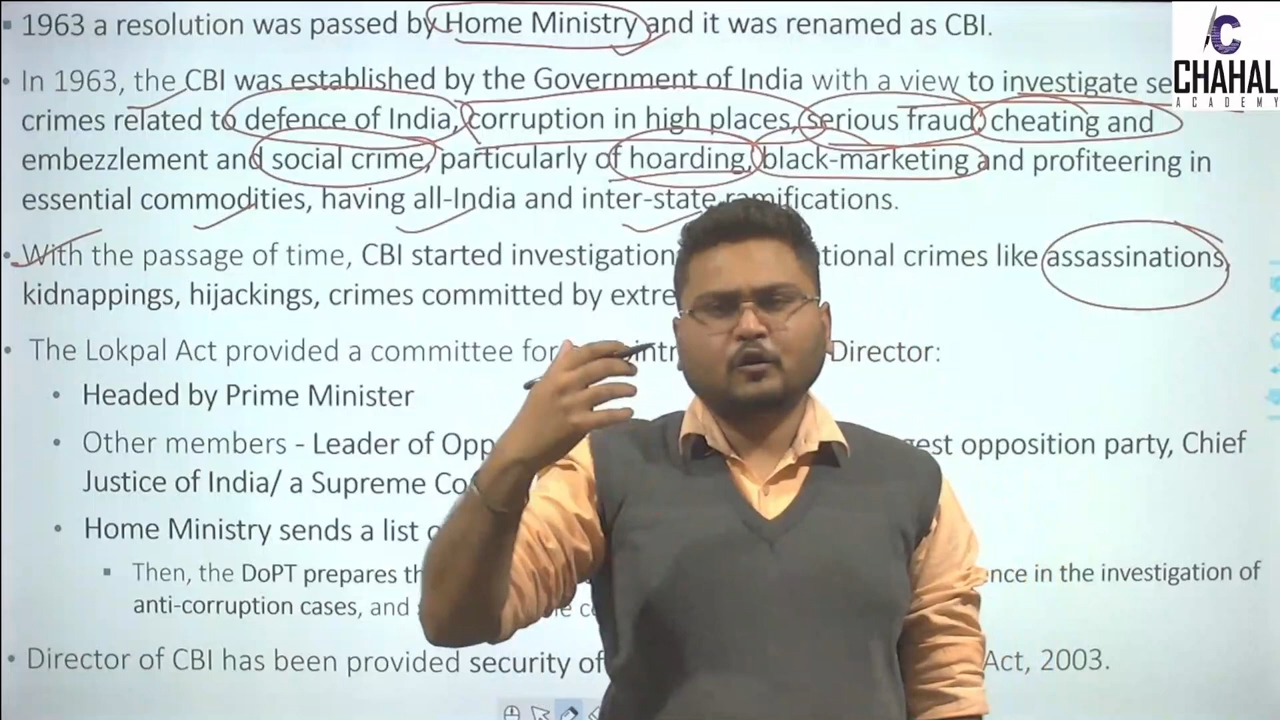 1963 a resolution was passed by Home Ministry and it was renamed as CBI.
C
CHAHAL
ACADEMY
In 1963, the CBI was established by the Government of India with a view to investigate se
crimes related to defence of India, corruption in high places, serious fraud, cheating and
embezzlement and social crime, particularly of hoarding, black-marketing and profiteering in
essential commodities, having all-India and inter-state ramifications.
With the passage of time, CBI started investigation tional crimes like assassinations,
kidnappings, hijackings, crimes committed by extre
The Lokpal Act provided a committee for Director:
Headed by Prime Minister
Other members - Leader of Opp est opposition party, Chief
Justice of India/ a Supreme Co
Home Ministry sends a list
Then, the DoPT prepares th nce in the investigation of
anti-corruption cases, and
Director of CBI has been provided security of Act, 2003.